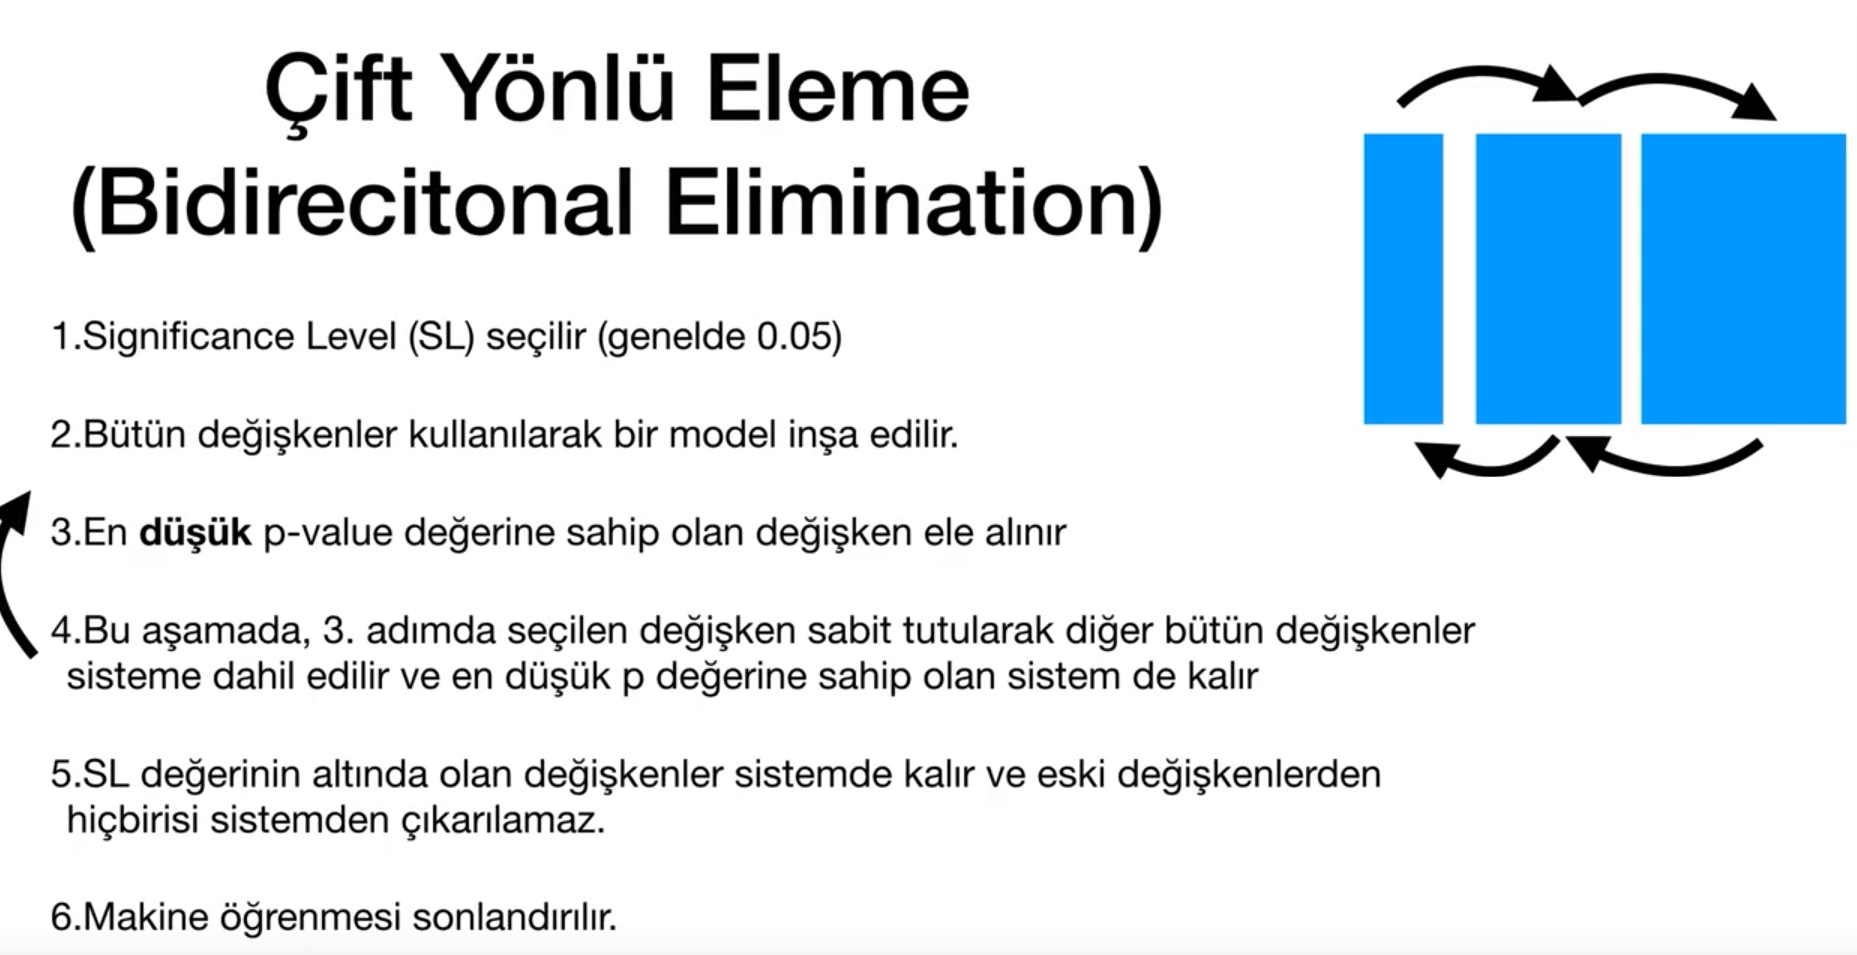 Çift Yönlü Eleme
(Bidirecitonal Elimination)
1.Significance Level (SL) seçilir (genelde 0.05)
2.Bütün değişkenler kullanılarak bir model inşa edilir.
3.En düşük p-value değerine sahip olan değişken ele alınır
4.Bu aşamada, 3. adımda seçilen değişken sabit tutularak diğer bütün değişkenler
sisteme dahil edilir ve en düşük p değerine sahip olan sistem de kalır
5.SL değerinin altında olan değişkenler sistemde kalır ve eski değişkenlerden
hiçbirisi sistemden çıkarılamaz.
6.Makine öğrenmesi sonlandırılır.